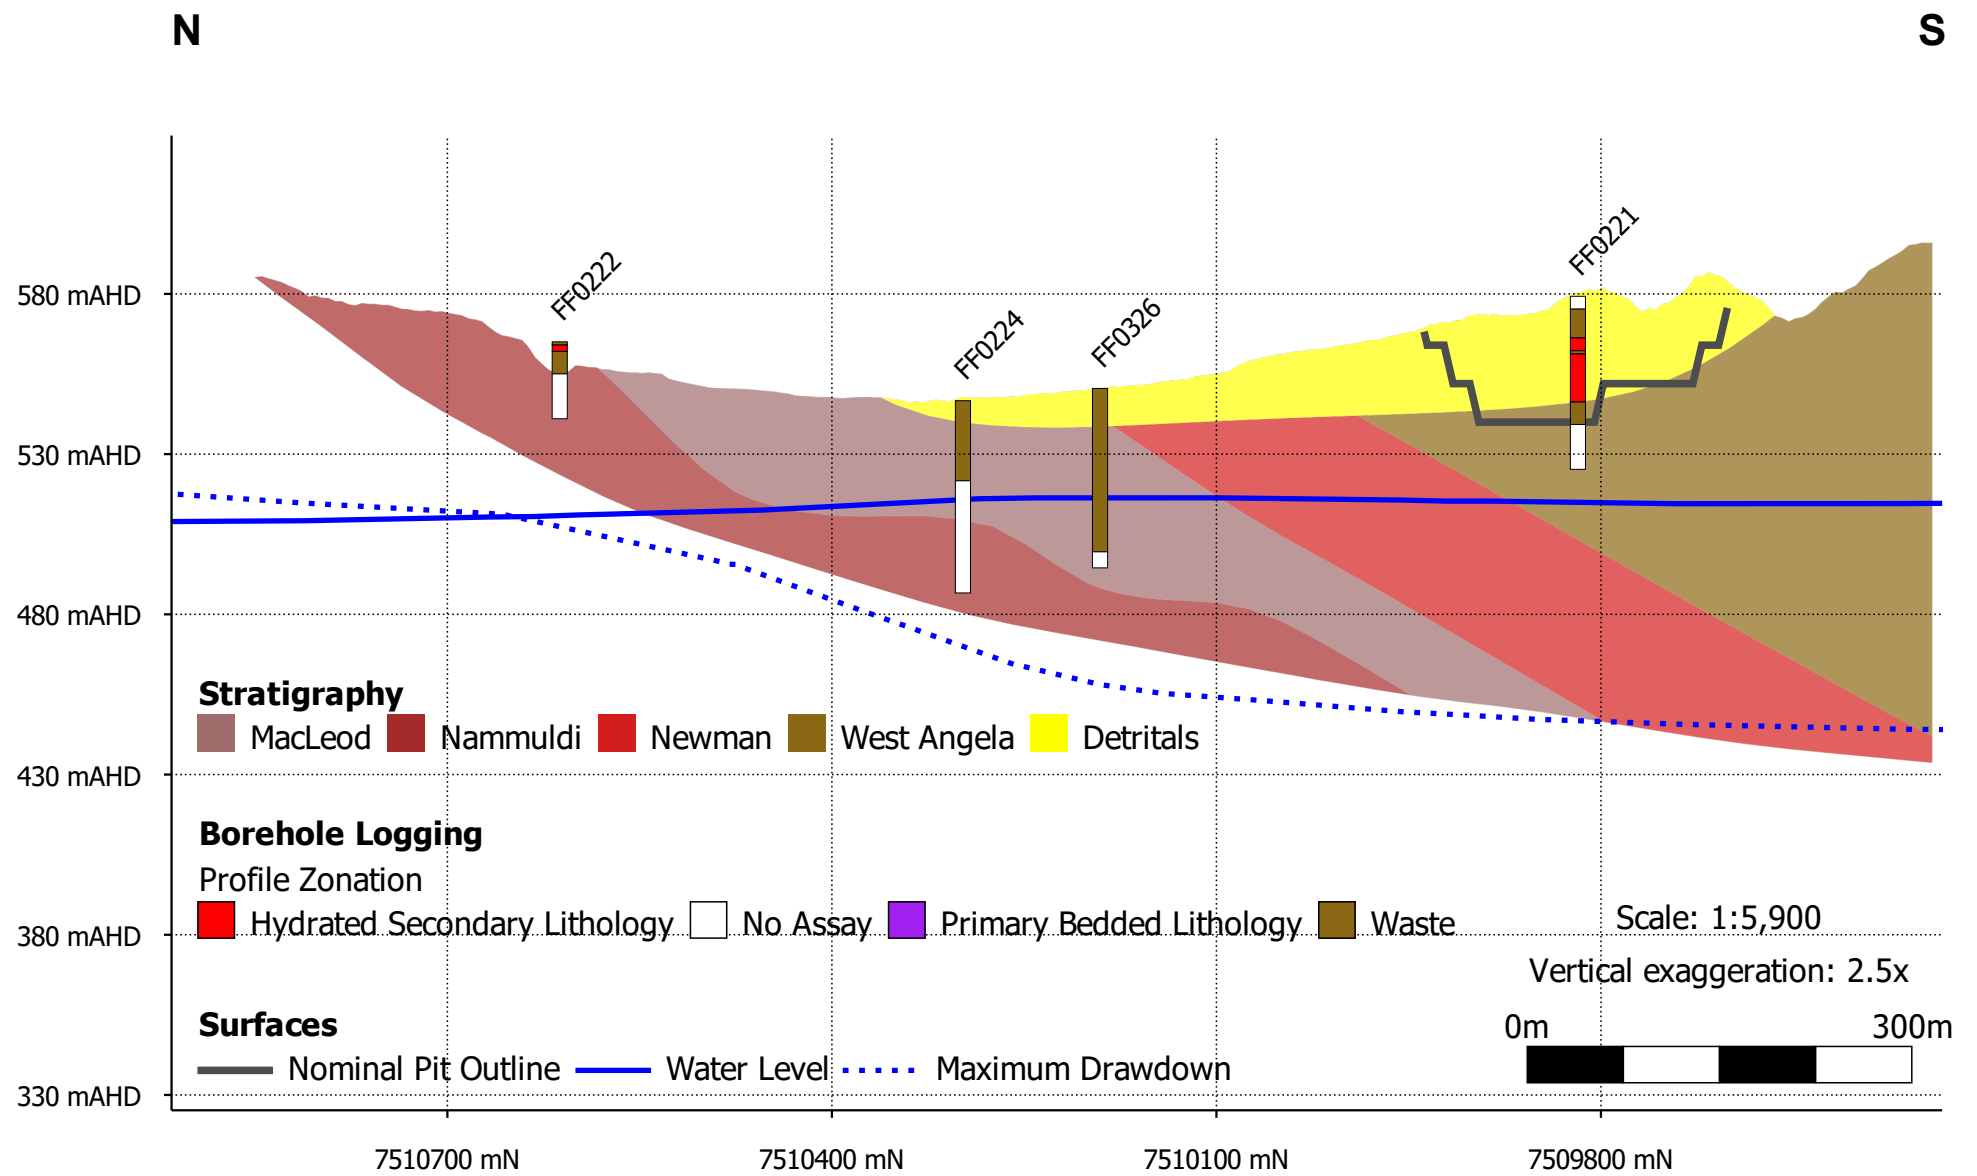 N
S
FF0222
FF0224
FF0326
FF0221
580 mAHD
530 mAHD
480 mAHD
430 mAHD
380 mAHD
330 mAHD
Stratigraphy
MacLeod Nammuldi Newman West Angela Detritals
Borehole Logging
Profile Zonation
Hydrated Secondary Lithology No Assay Primary Bedded Lithology Waste
Scale: 1:5,900
Vertical exaggeration: 2.5x
0m 300m
Surfaces
Nominal Pit Outline Water Level Maximum Drawdown
7510700 mN 7510400 mN 7510100 mN 7509800 mN